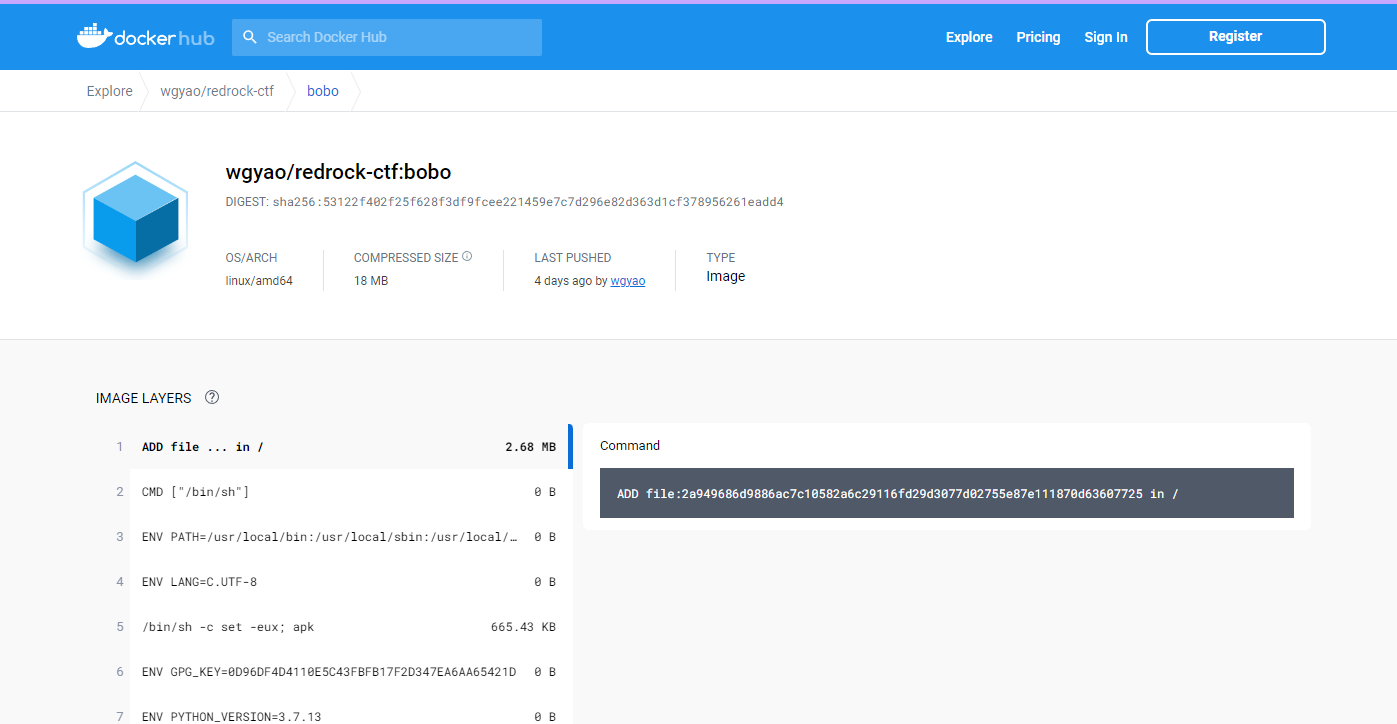 docker hub
Search Docker Hub
Explore
Pricing
Sign In
Register
Explore
wgyao/redrock-ctf
bobo
wgyao/redrock-ctf:bobo
DIGEST: sha256:53122f402f25f628f3df9fcee221459e7c7d296e82d363d1cf378956261eadd4
OS/ARCH
linux/amd64
COMPRESSED SIZE
18 MB
LAST PUSHED
4 days ago by wgyao
TYPE
Image
IMAGE LAYERS
1 ADD file ... in / 2.68 MB
2 CMD ["/bin/sh"] 0 B
3 ENV PATH=/usr/local/bin:/usr/local/sbin:/usr/local/… 0 B
4 ENV LANG=C.UTF-8 0 B
5 /bin/sh -c set -eux; apk 665.43 KB
6 ENV GPG_KEY=0D96DF4D4110E5C43FBFB17F2D347EA6AA65421D 0 B
7 ENV PYTHON_VERSION=3.7.13 0 B
Command
ADD file:2a949686d9886ac7c10582a6c29116fd29d3077d02755e87e111870d63607725 in /